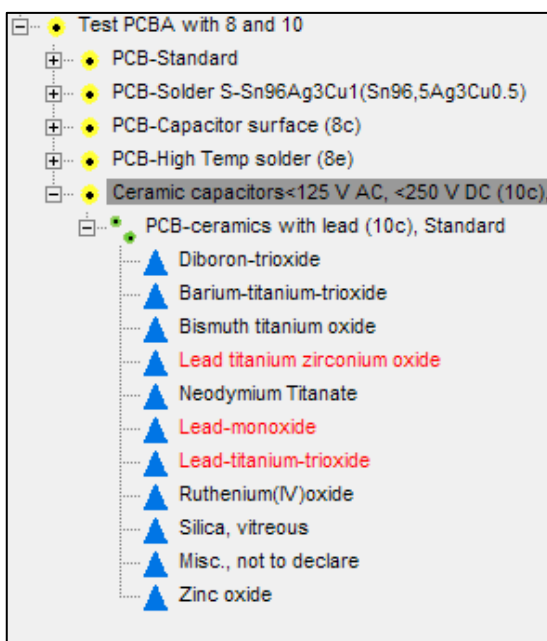 Test PCBA with 8 and 10
PCB-Standard
PCB-Solder S-Sn96Ag3Cu1(Sn96,5Ag3Cu0.5)
PCB-Capacitor surface (8c)
PCB-High Temp solder (8e)
Ceramic capacitors<125 V AC, <250 V DC (10c),
PCB-ceramics with lead (10c), Standard
Diboron-trioxide
Barium-titanium-trioxide
Bismuth titanium oxide
Lead titanium zirconium oxide
Neodymium Titanate
Lead-monoxide
Lead-titanium-trioxide
Ruthenium(IV)oxide
Silica, vitreous
Misc., not to declare
Zinc oxide